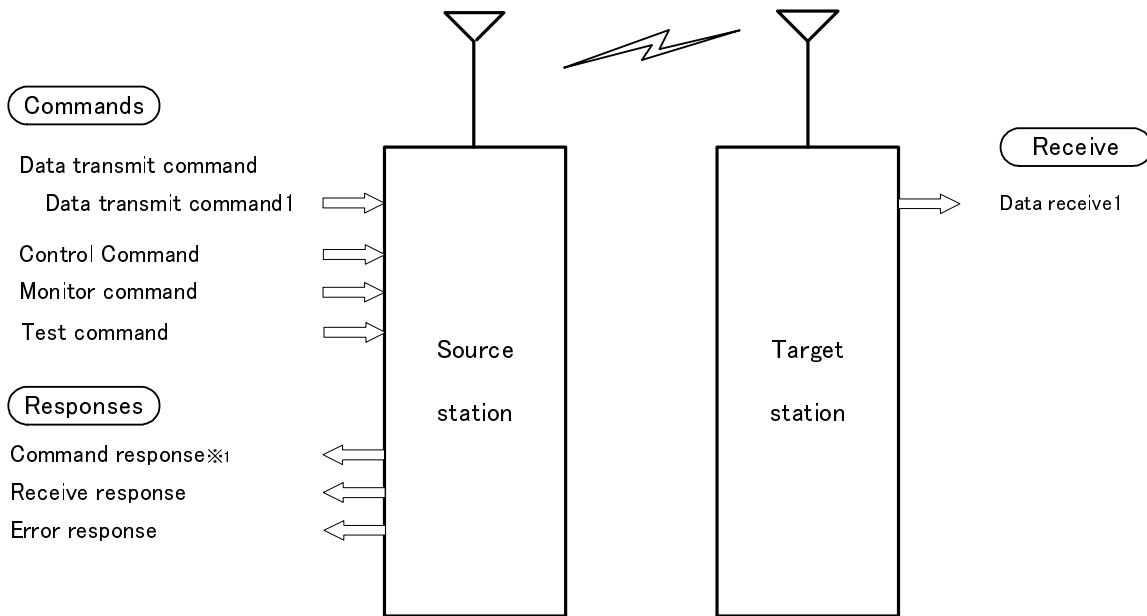 Commands
Data transmit command
Data transmit command1
Control Command
Monitor command
Test command
Responses
Command response※1
Receive response
Error response
Source
station
Target
station
Receive
Data receive1